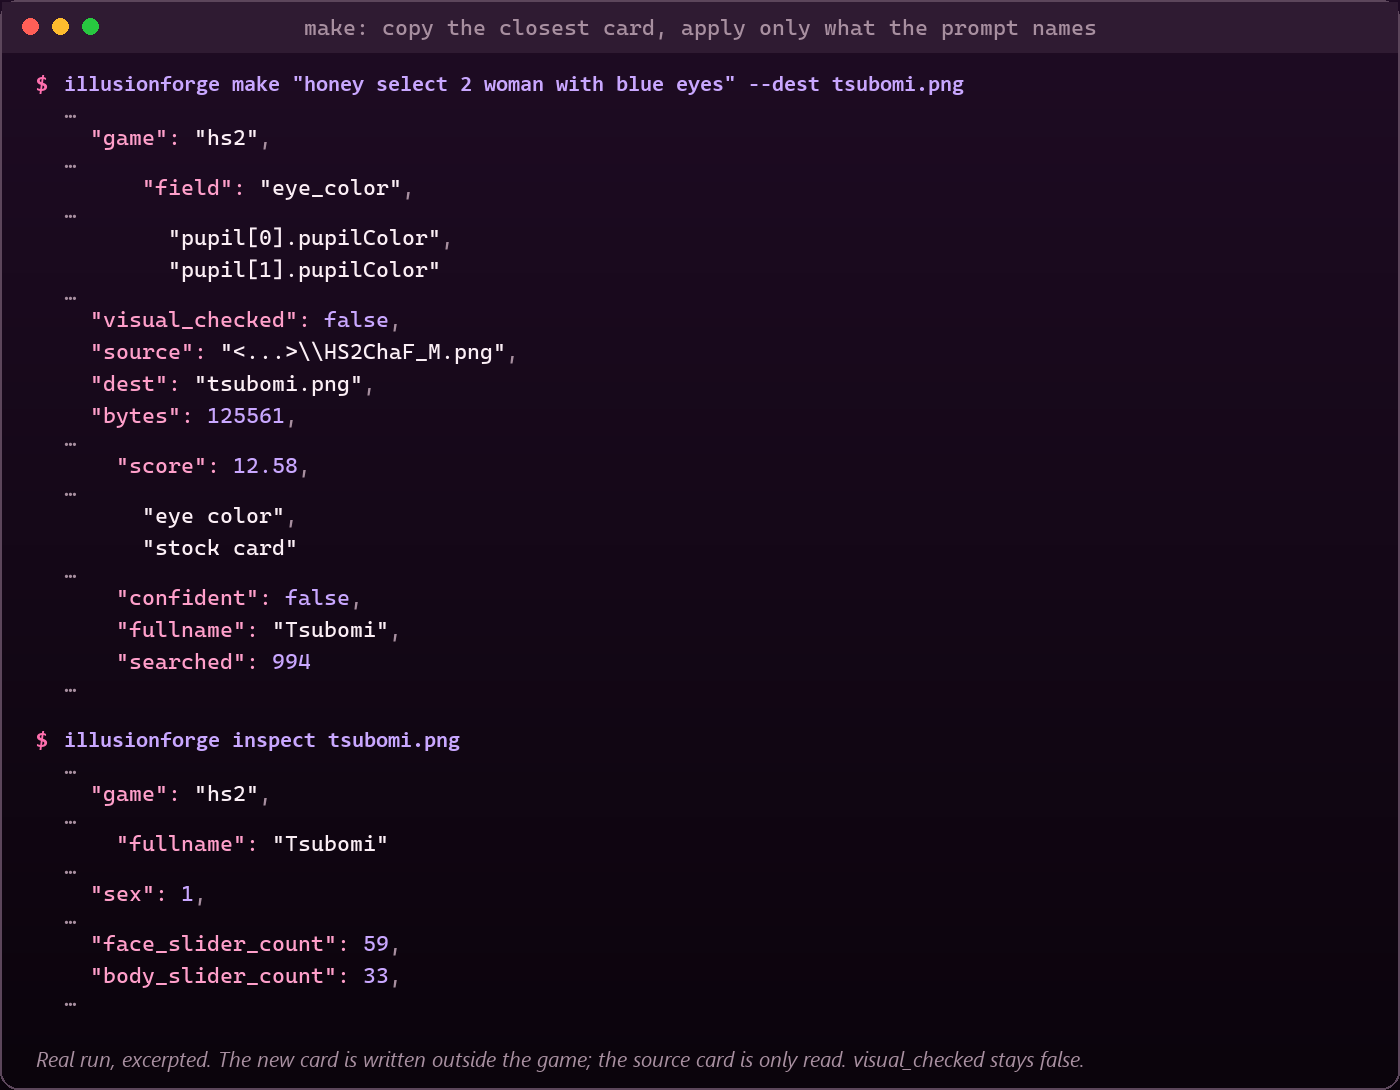 make: copy the closest card, apply only what the prompt names
$ illusionforge make "honey select 2 woman with blue eyes" --dest tsubomi.png
…
"game": "hs2",
…
"field": "eye_color",
…
"pupil[0].pupilColor",
"pupil[1].pupilColor"
…
"visual_checked": false,
"source": "<...>\\HS2ChaF_M.png",
"dest": "tsubomi.png",
"bytes": 125561,
…
"score": 12.58,
…
"eye color",
"stock card"
…
"confident": false,
"fullname": "Tsubomi",
"searched": 994
…
$ illusionforge inspect tsubomi.png
…
"game": "hs2",
…
"fullname": "Tsubomi"
…
"sex": 1,
…
"face_slider_count": 59,
"body_slider_count": 33,
…
Real run, excerpted. The new card is written outside the game; the source card is only read. visual_checked stays false.